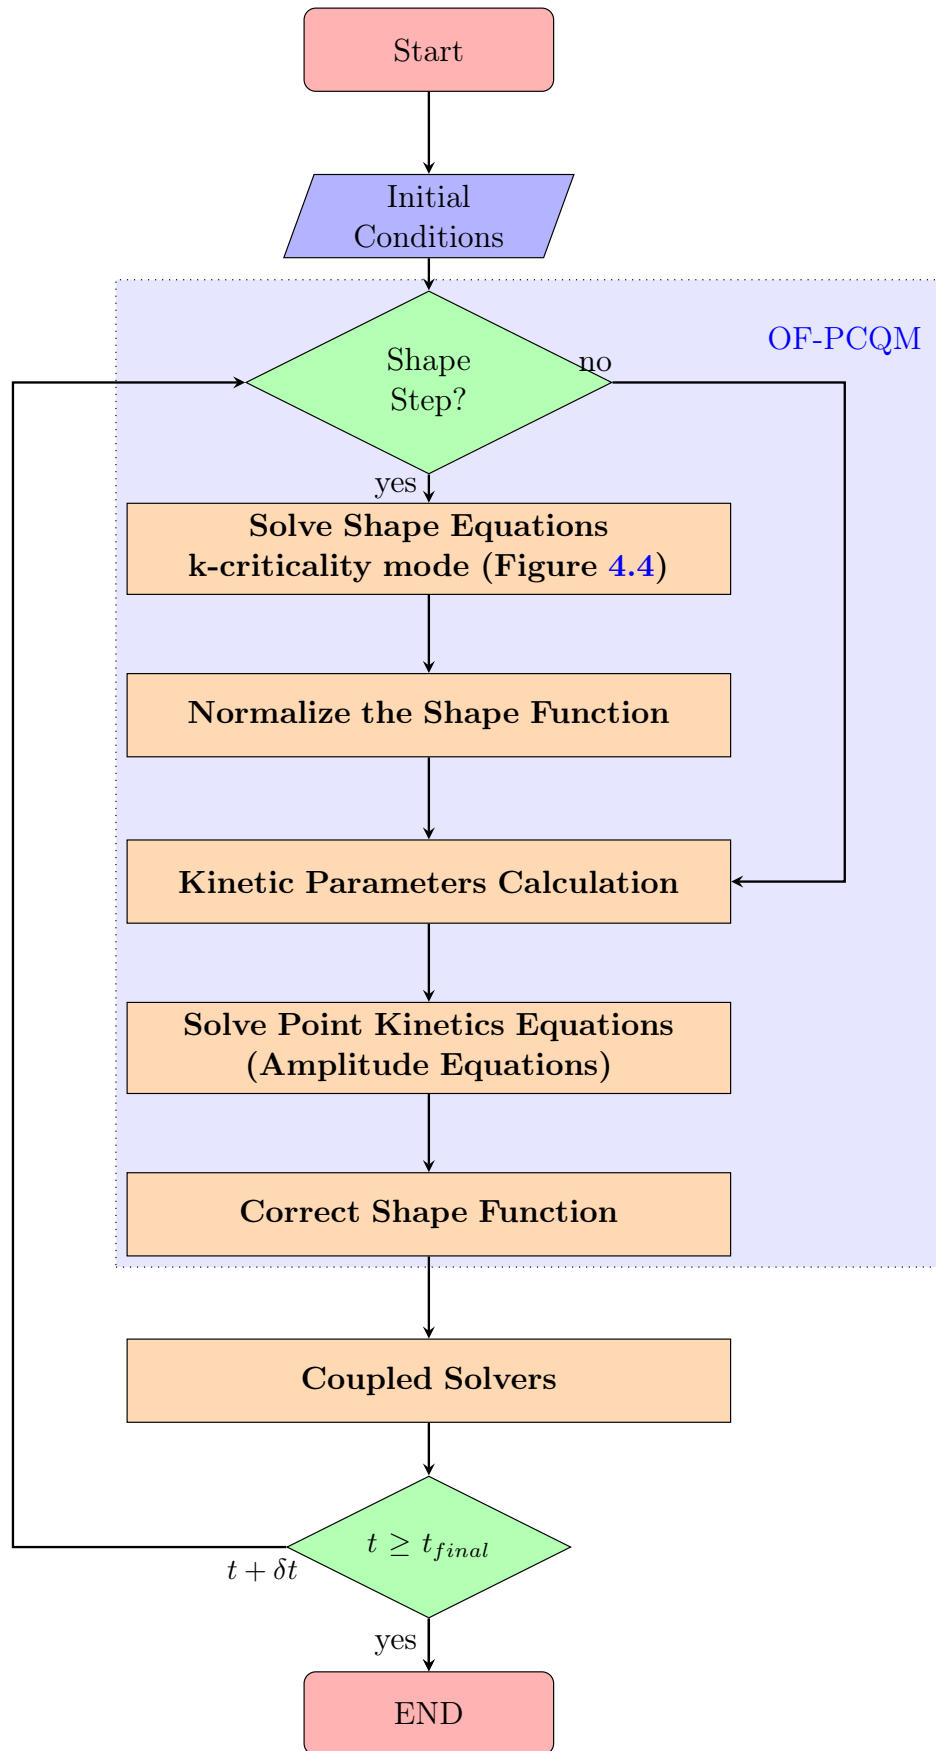 Start
Initial
Conditions
OF-PCQM
Shape
Step?
no
yes
Solve Shape Equations
k-criticality mode (Figure 4.4)
Normalize the Shape Function
Kinetic Parameters Calculation
Solve Point Kinetics Equations
(Amplitude Equations)
Correct Shape Function
Coupled Solvers
t ≥ t_{final}
t + δt
yes
END